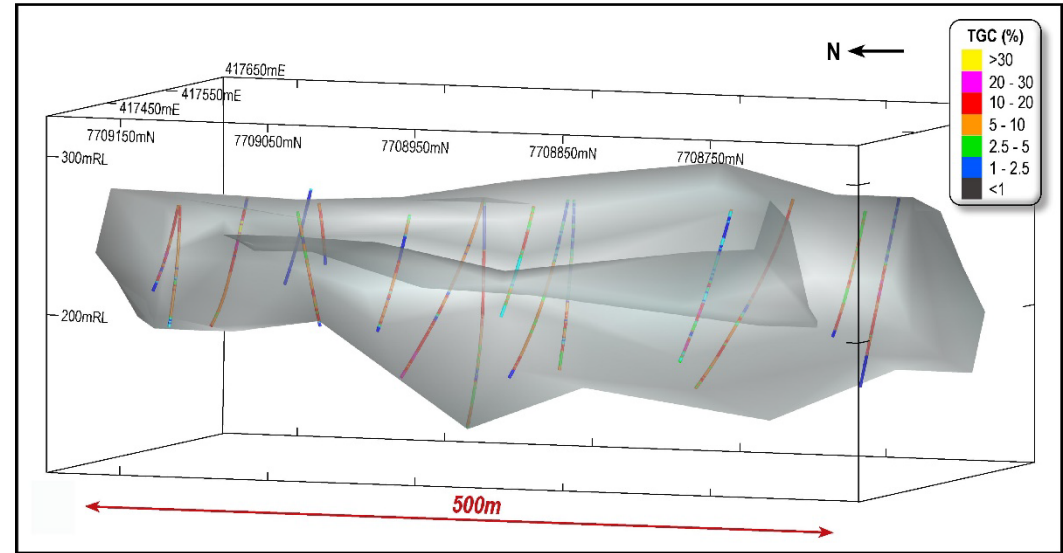 TGC (%)
>30
20 - 30
10 - 20
5 - 10
2.5 - 5
1 - 2.5
<1
N
417650mE
417550mE
417450mE
7709150mN
7709050mN
7708950mN
7708850mN
7708750mN
300mRL
200mRL
500m